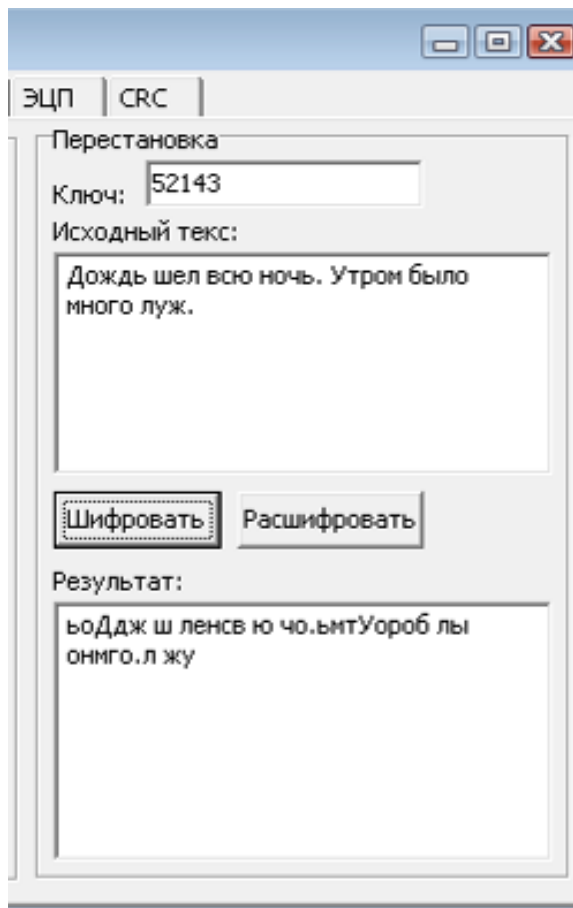 ЭЦП CRC
Перестановка
Ключ: 52143
Исходный текс:
Дождь шел всю ночь. Утром было
много луж.
Шифровать Расшифровать
Результат:
ьоДдж ш ленсв ю чо.ьмтУороб лы
онмго.л жу